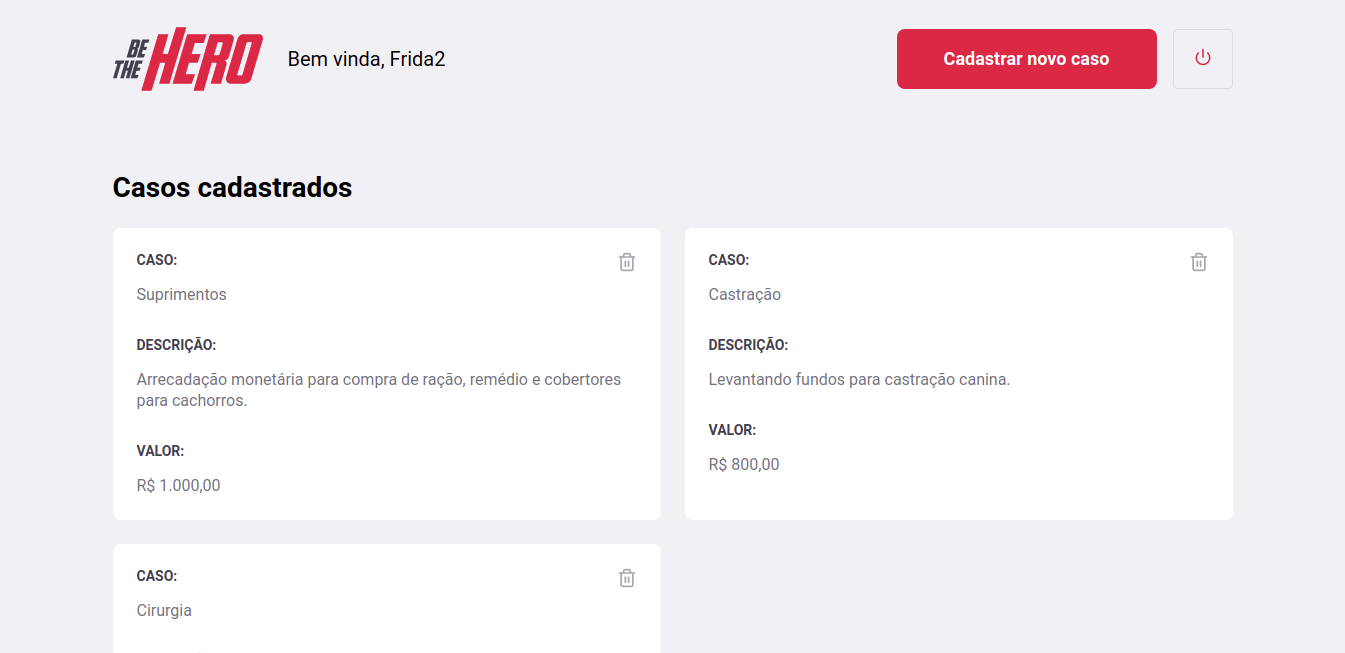 BE
THE HERO
Bem vinda, Frida2
Cadastrar novo caso
Casos cadastrados
CASO:
Suprimentos
DESCRIÇÃO:
Arrecadação monetária para compra de ração, remédio e cobertores
para cachorros.
VALOR:
R$ 1.000,00
CASO:
Castração
DESCRIÇÃO:
Levantando fundos para castração canina.
VALOR:
R$ 800,00
CASO:
Cirurgia